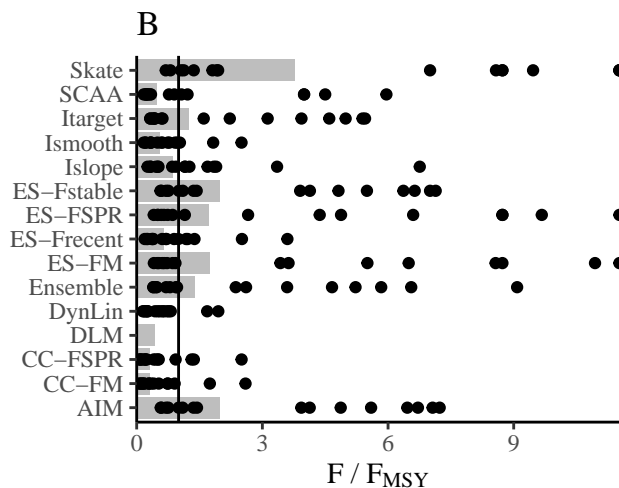 B
Skate
SCAA
Itarget
Ismooth
Islope
ES−Fstable
ES−FSPR
ES−Frecent
ES−FM
Ensemble
DynLin
DLM
CC−FSPR
CC−FM
AIM
0 3 6 9
F / FMSY